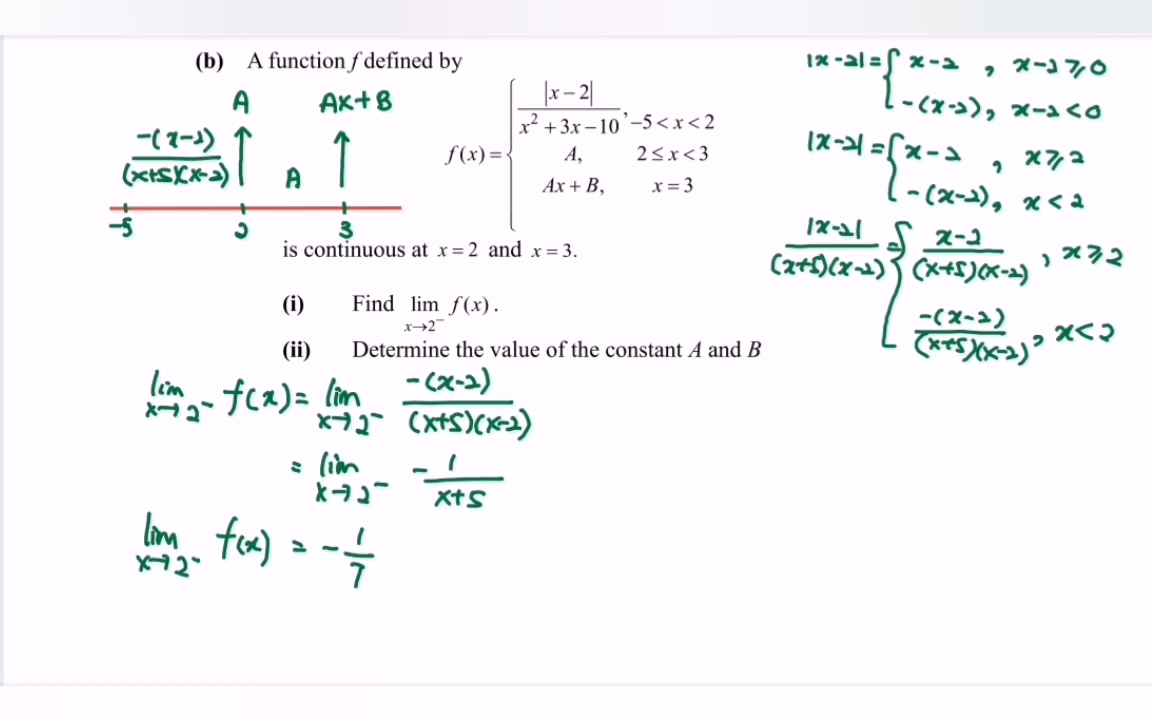 (b) A function f defined by
f(x) = { |x − 2| / (x² + 3x − 10), −5 < x < 2
A, 2 ≤ x < 3
Ax + B, x = 3
A Ax+B
-(x-2) / (x+5)(x-2) A
-5 2 3
is continuous at x = 2 and x = 3.
(i) Find lim x→2⁻ f(x).
(ii) Determine the value of the constant A and B
lim x→2⁻ f(x) = lim x→2⁻ -(x-2) / (x+5)(x-2)
= lim x→2⁻ - 1 / x+5
lim x→2⁻ f(x) = - 1/7
|x-2| = { x-2 , x-2 ≥ 0
-(x-2), x-2 < 0
|x-2| = { x-2 , x ≥ 2
-(x-2), x < 2
|x-2| / (x+5)(x-2) = { x-2 / (x+5)(x-2) , x ≥ 2
-(x-2) / (x+5)(x-2) , x < 2